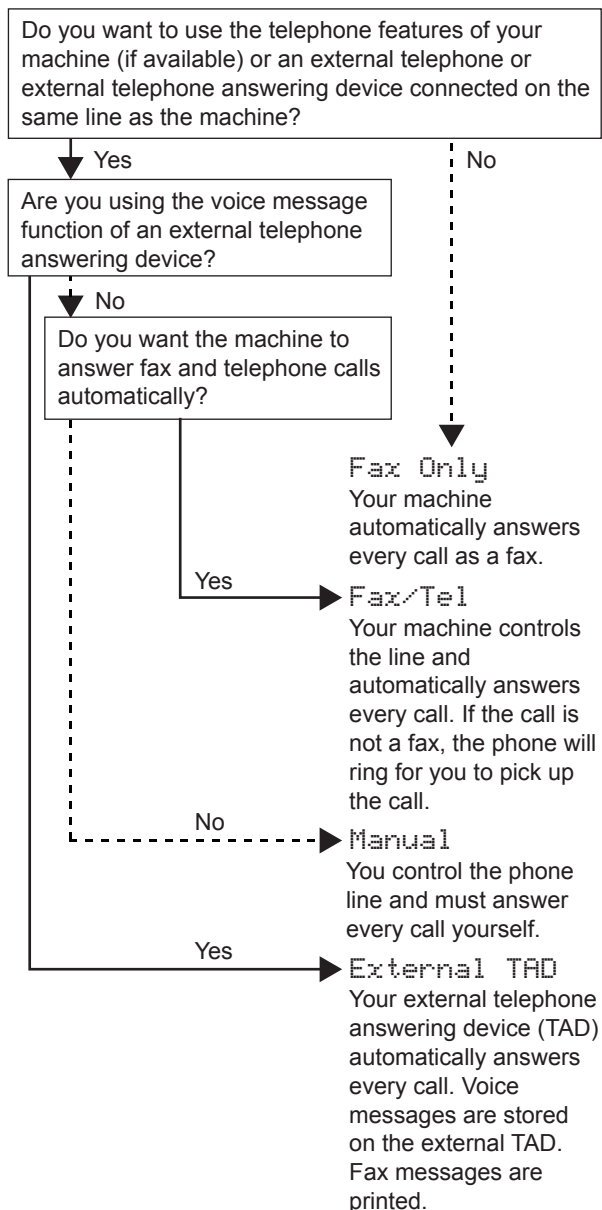 Do you want to use the telephone features of your
machine (if available) or an external telephone or
external telephone answering device connected on the
same line as the machine?
Yes
No
Are you using the voice message
function of an external telephone
answering device?
No
Do you want the machine to
answer fax and telephone calls
automatically?
Fax Only
Your machine
automatically answers
every call as a fax.
Yes
Fax/Tel
Your machine controls
the line and
automatically answers
every call. If the call is
not a fax, the phone will
ring for you to pick up
the call.
No
Manual
You control the phone
line and must answer
every call yourself.
Yes
External TAD
Your external telephone
answering device (TAD)
automatically answers
every call. Voice
messages are stored
on the external TAD.
Fax messages are
printed.